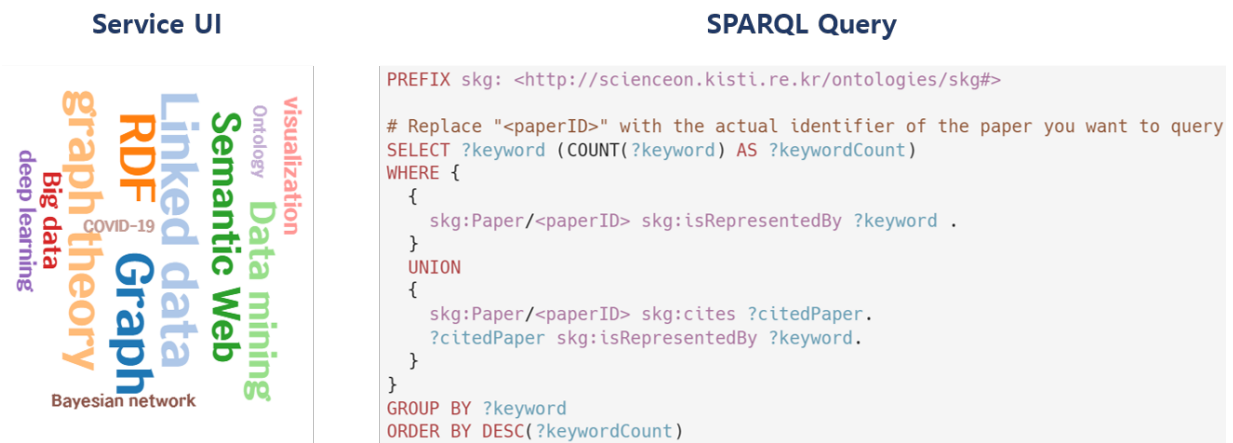 Service UI
SPARQL Query
visualization
Ontology
Linked data
graph theory
RDF
Semantic Web
deep learning
Big data
COVID-19
Data mining
Graph
Bayesian network
PREFIX skg: <http://scienceon.kisti.re.kr/ontologies/skg#>
# Replace "<paperID>" with the actual identifier of the paper you want to query
SELECT ?keyword (COUNT(?keyword) AS ?keywordCount)
WHERE {
{
skg:Paper/<paperID> skg:isRepresentedBy ?keyword .
}
UNION
{
skg:Paper/<paperID> skg:cites ?citedPaper.
?citedPaper skg:isRepresentedBy ?keyword.
}
}
GROUP BY ?keyword
ORDER BY DESC(?keywordCount)